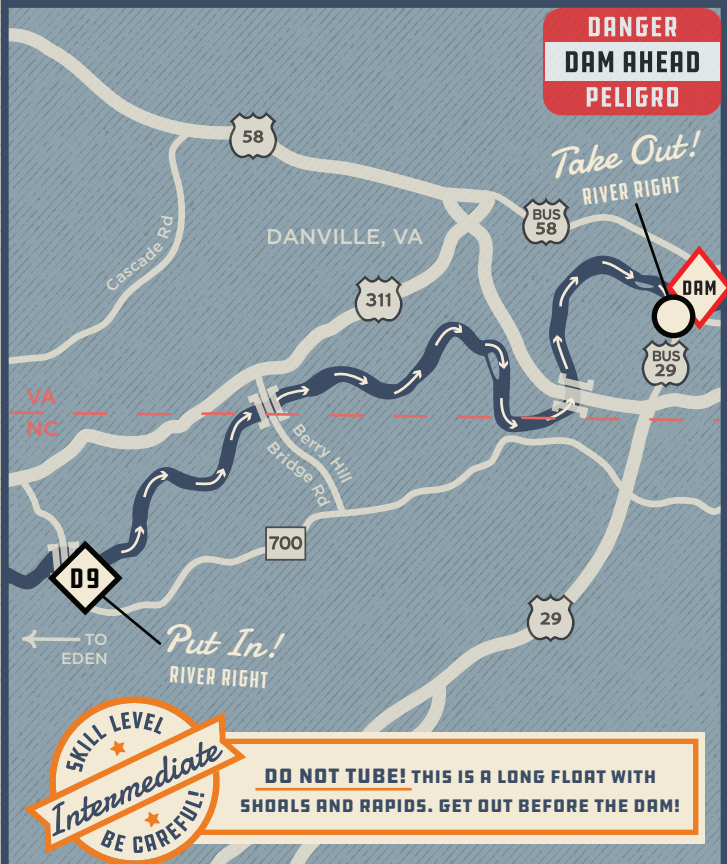 DANGER
DAM AHEAD
PELIGRO
58
Take Out!
RIVER RIGHT
BUS
58
Cascade Rd
DANVILLE, VA
DAM
311
BUS
29
VA
NC
Berry Hill
Bridge Rd
700
D9
29
TO
EDEN
Put In!
RIVER RIGHT
SKILL LEVEL
Intermediate
BE CAREFUL!
DO NOT TUBE! THIS IS A LONG FLOAT WITH
SHOALS AND RAPIDS. GET OUT BEFORE THE DAM!